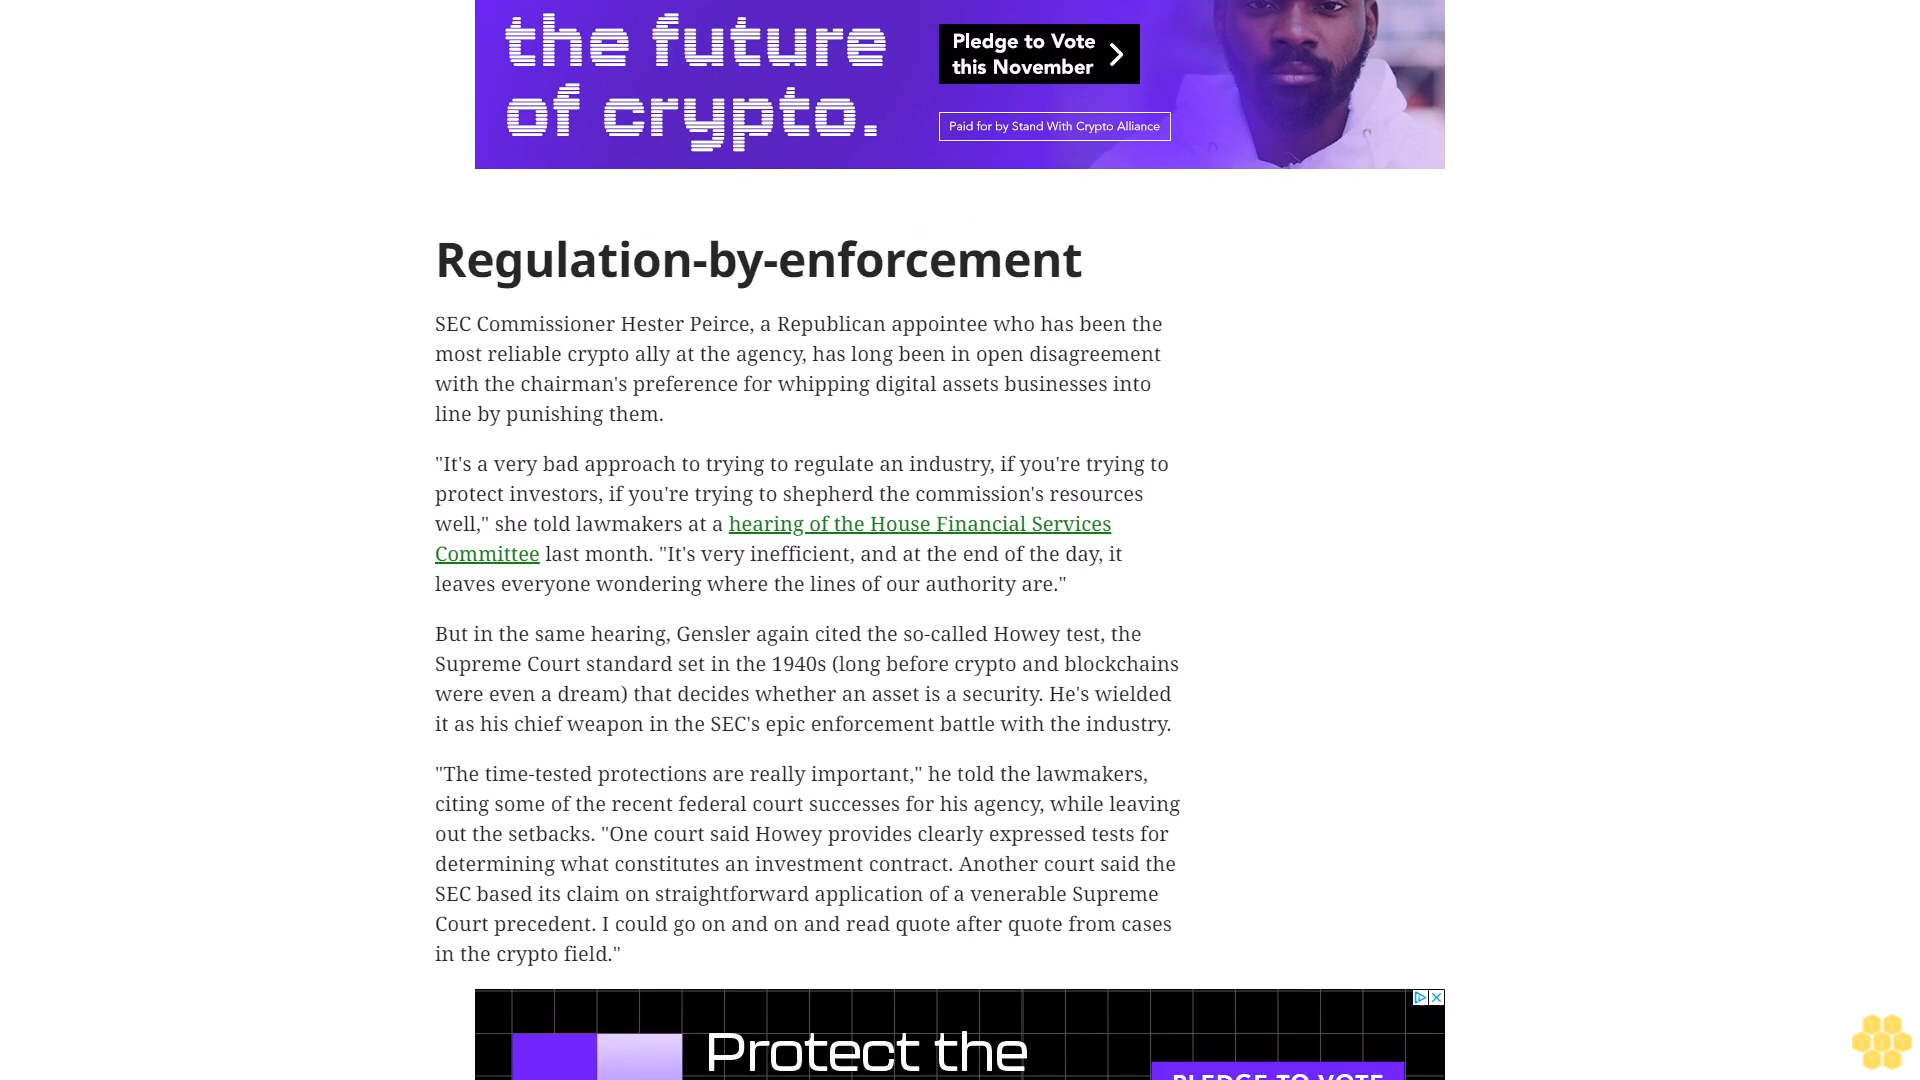 the future
of crypto.
Pledge to Vote
this November
Paid for by Stand With Crypto Alliance
Regulation-by-enforcement
SEC Commissioner Hester Peirce, a Republican appointee who has been the
most reliable crypto ally at the agency, has long been in open disagreement
with the chairman's preference for whipping digital assets businesses into
line by punishing them.
"It's a very bad approach to trying to regulate an industry, if you're trying to
protect investors, if you're trying to shepherd the commission's resources
well," she told lawmakers at a hearing of the House Financial Services
Committee last month. "It's very inefficient, and at the end of the day, it
leaves everyone wondering where the lines of our authority are."
But in the same hearing, Gensler again cited the so-called Howey test, the
Supreme Court standard set in the 1940s (long before crypto and blockchains
were even a dream) that decides whether an asset is a security. He's wielded
it as his chief weapon in the SEC's epic enforcement battle with the industry.
"The time-tested protections are really important," he told the lawmakers,
citing some of the recent federal court successes for his agency, while leaving
out the setbacks. "One court said Howey provides clearly expressed tests for
determining what constitutes an investment contract. Another court said the
SEC based its claim on straightforward application of a venerable Supreme
Court precedent. I could go on and on and read quote after quote from cases
in the crypto field."
Protect the
PLEDGE TO VOTE